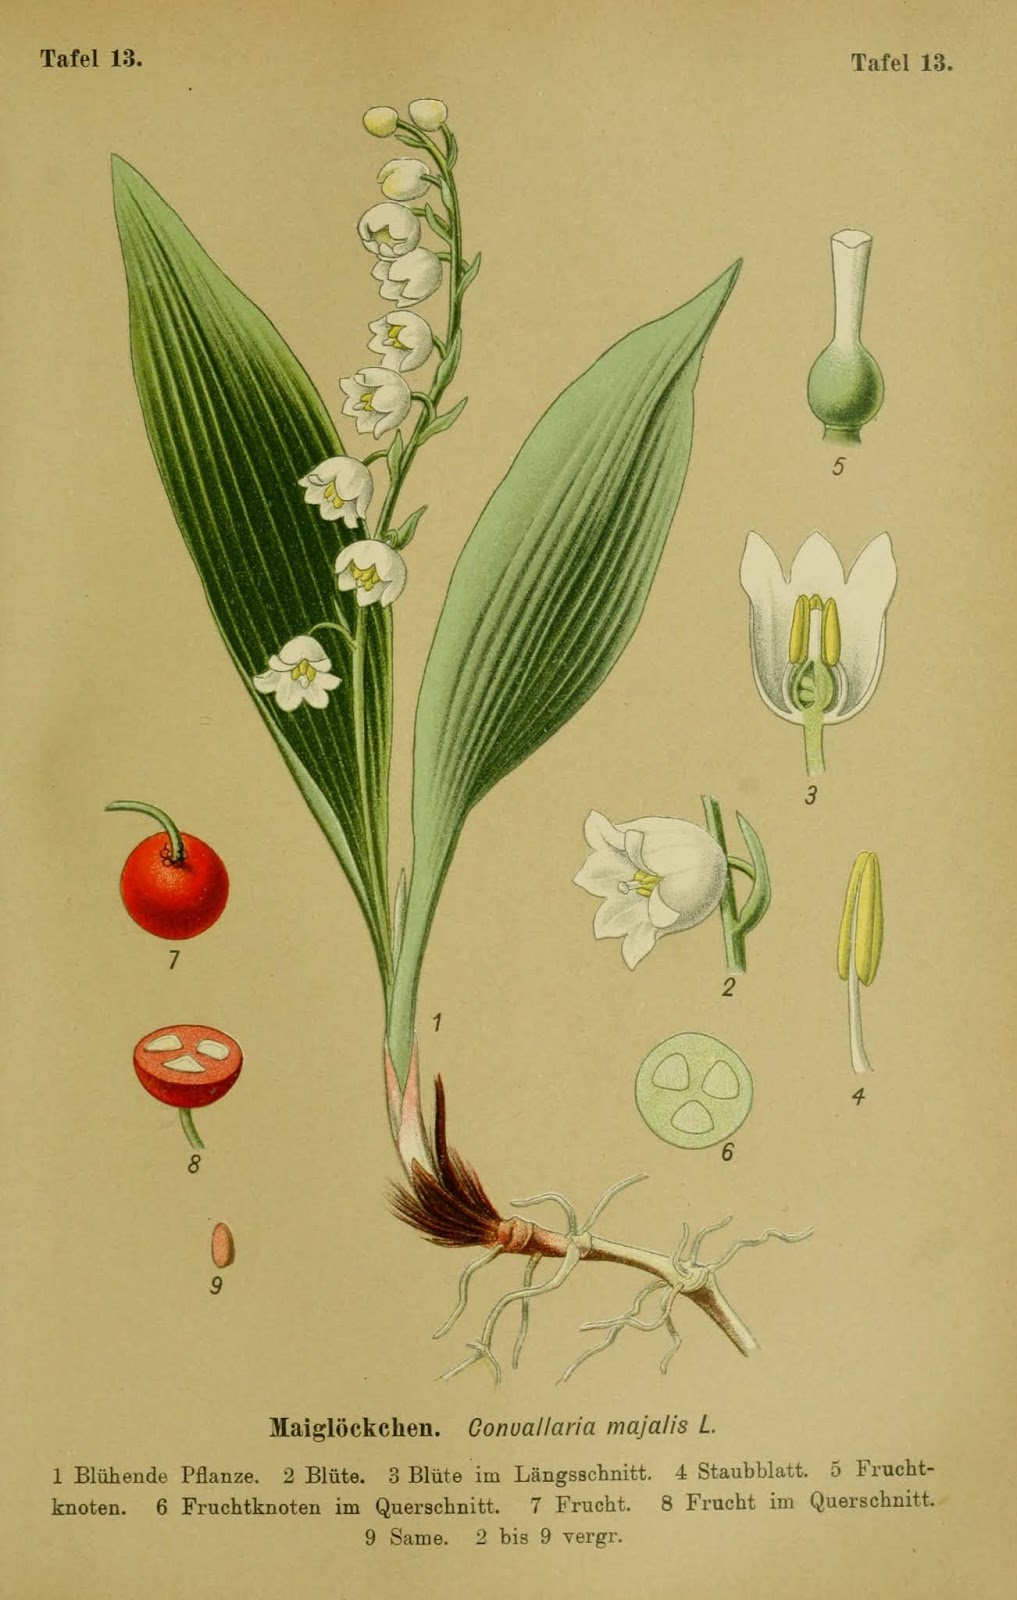 Tafel 13.
Tafel 13.
5
3
2
7
4
1
6
8
9
Maiglöckchen. Convallaria majalis L.
1 Blühende Pflanze. 2 Blüte. 3 Blüte im Längsschnitt. 4 Staubblatt. 5 Frucht-
knoten. 6 Fruchtknoten im Querschnitt. 7 Frucht. 8 Frucht im Querschnitt.
9 Same. 2 bis 9 vergr.